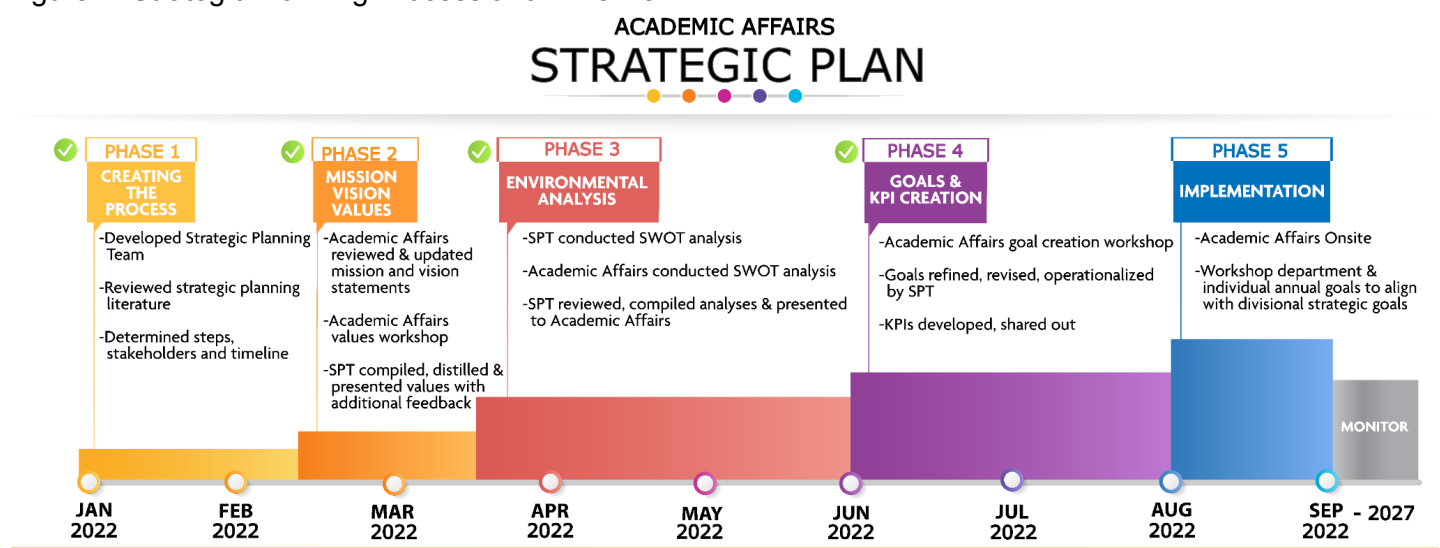 ACADEMIC AFFAIRS
STRATEGIC PLAN
PHASE 1
CREATING
THE
PROCESS
-Developed Strategic Planning
Team
-Reviewed strategic planning
literature
-Determined steps,
stakeholders and timeline
PHASE 2
MISSION
VISION
VALUES
-Academic Affairs
reviewed & updated
mission and vision
statements
-Academic Affairs
values workshop
-SPT compiled, distilled &
presented values with
additional feedback
PHASE 3
ENVIRONMENTAL
ANALYSIS
-SPT conducted SWOT analysis
-Academic Affairs conducted SWOT analysis
-SPT reviewed, compiled analyses & presented
to Academic Affairs
PHASE 4
GOALS &
KPI CREATION
-Academic Affairs goal creation workshop
-Goals refined, revised, operationalized
by SPT
-KPIs developed, shared out
PHASE 5
IMPLEMENTATION
-Academic Affairs Onsite
-Workshop department &
individual annual goals to align
with divisional strategic goals
MONITOR
JAN
2022
FEB
2022
MAR
2022
APR
2022
MAY
2022
JUN
2022
JUL
2022
AUG
2022
SEP
2022 - 2027